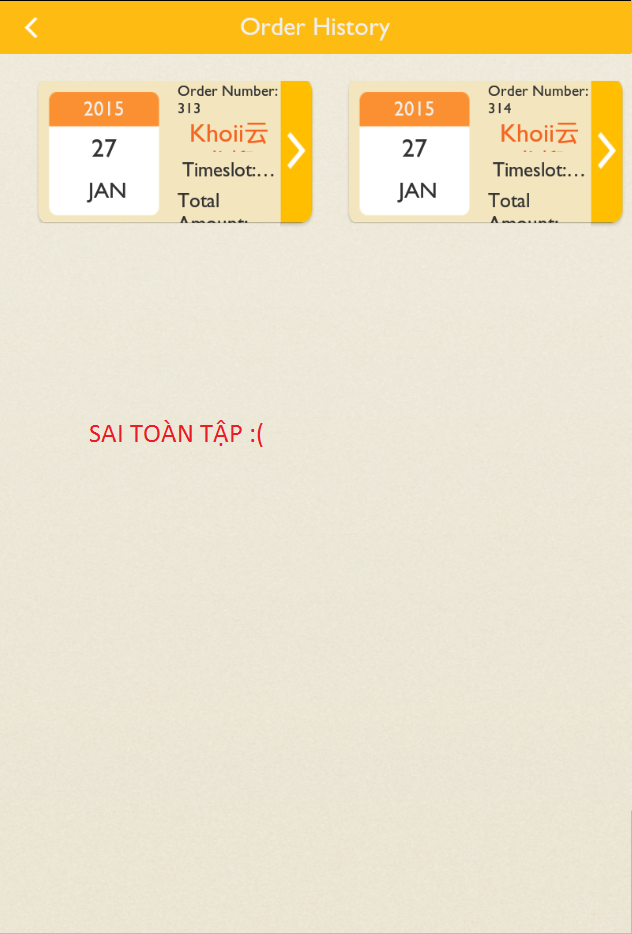 Order History
2015
27
JAN
Order Number:
313
Khoii云
Timeslot:...
Total
Amount:
2015
27
JAN
Order Number:
314
Khoii云
Timeslot:...
Total
Amount:
SAI TOÀN TẬP :(